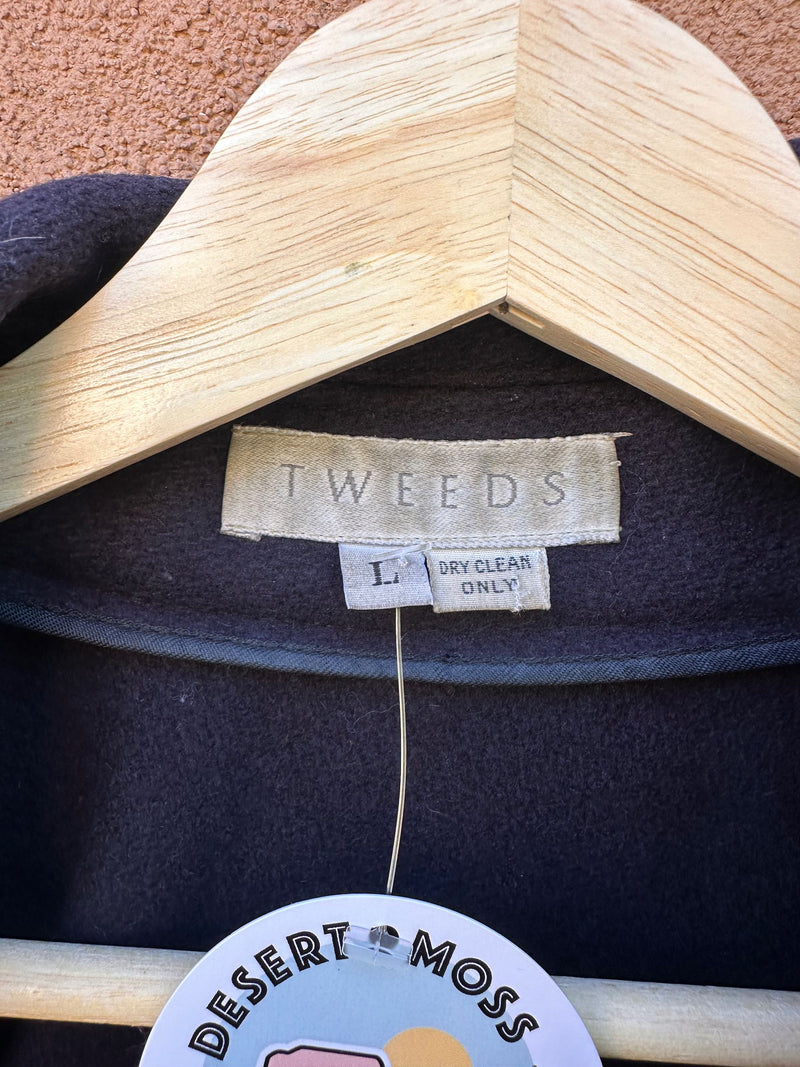 TWEEDS
L
DRY CLEAN
ONLY
DESERT MOSS